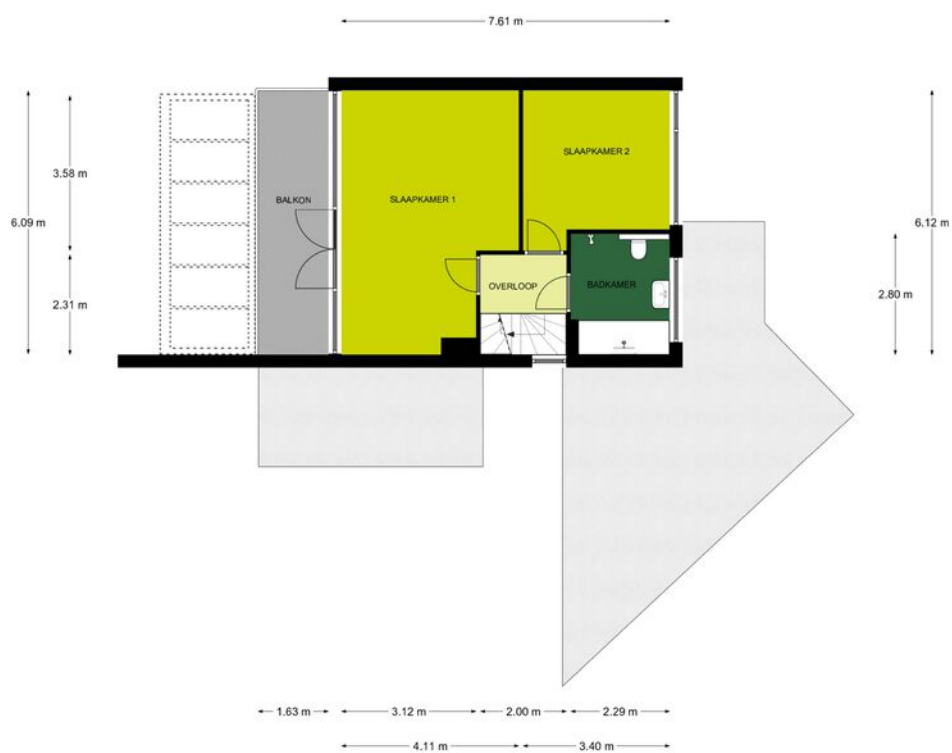 7.61 m
3.58 m
6.09 m
2.31 m
BALKON
SLAAPKAMER 1
SLAAPKAMER 2
OVERLOOP
BADKAMER
6.12 m
2.80 m
1.63 m
3.12 m
2.00 m
2.29 m
4.11 m
3.40 m